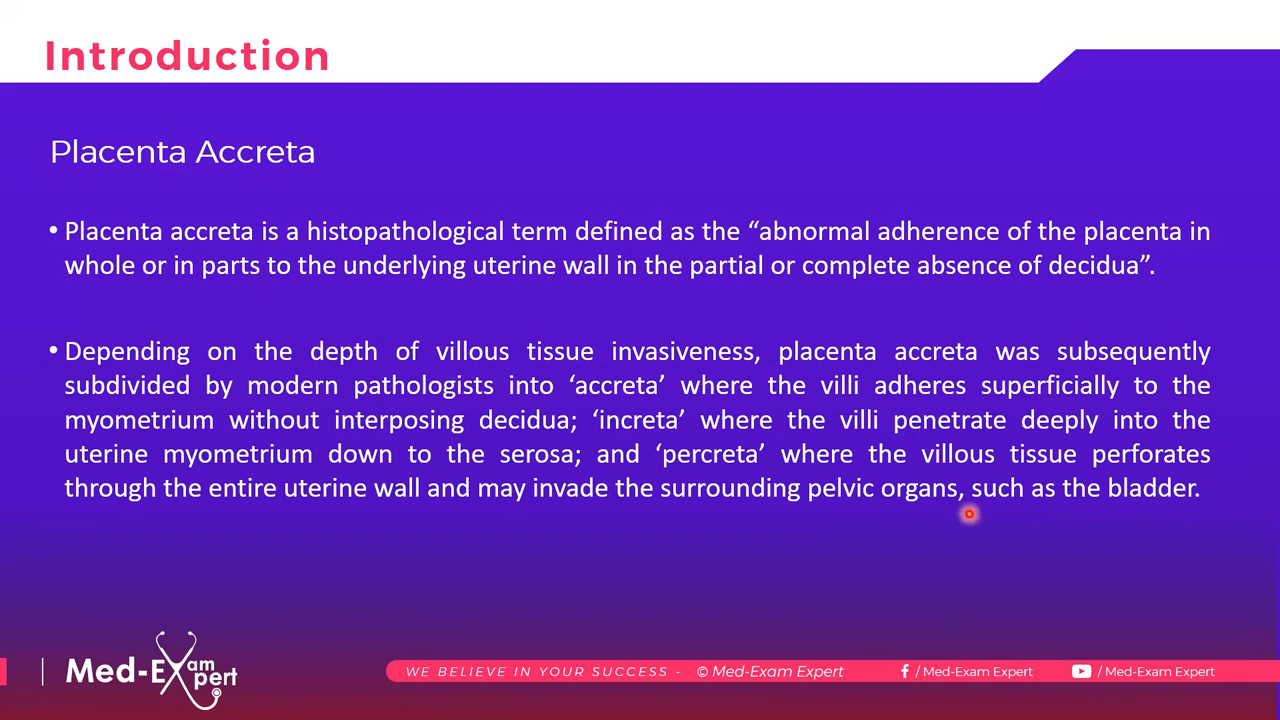 Introduction
Placenta Accreta
• Placenta accreta is a histopathological term defined as the “abnormal adherence of the placenta in
whole or in parts to the underlying uterine wall in the partial or complete absence of decidua”.
• Depending on the depth of villous tissue invasiveness, placenta accreta was subsequently
subdivided by modern pathologists into ‘accreta’ where the villi adheres superficially to the
myometrium without interposing decidua; ‘increta’ where the villi penetrate deeply into the
uterine myometrium down to the serosa; and ‘percreta’ where the villous tissue perforates
through the entire uterine wall and may invade the surrounding pelvic organs, such as the bladder.
Med-Exam Expert
WE BELIEVE IN YOUR SUCCESS - © Med-Exam Expert / Med-Exam Expert / Med-Exam Expert